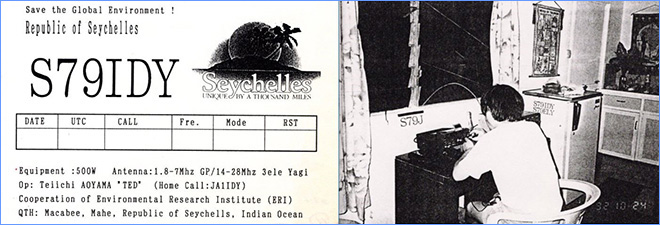 Save the Global Environment !
Republic of Seychelles
S79IDY
Seychelles
UNIQUE BY A THOUSAND MILES
DATE UTC CALL Fre. Mode RST
Equipment :500W Antenna:1.8-7Mhz GP/14-28Mhz 3ele Yagi
Op: Teiichi AOYAMA "TED" (Home Call:JA1IDY)
Cooperation of Environmental Research Institute (ERI)
QTH: Macabee, Mahe, Republic of Seychells, Indian Ocean
S79J
S79IDY
32 10 24